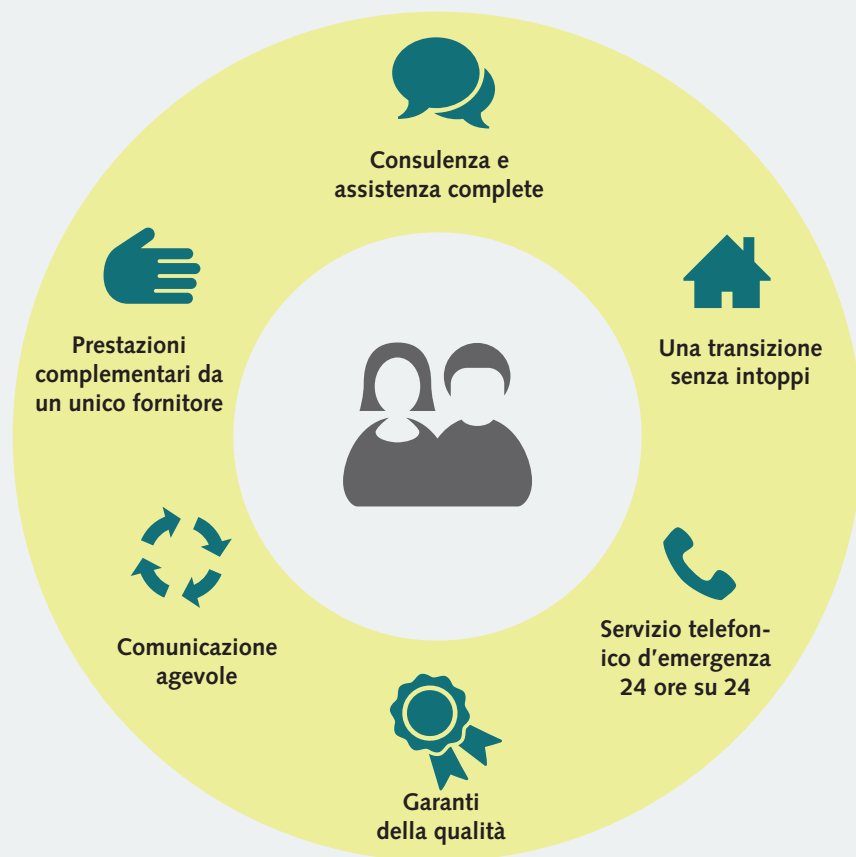 Consulenza e
assistenza complete
Una transizione
senza intoppi
Servizio telefon-
ico d'emergenza
24 ore su 24
Garanti
della qualità
Comunicazione
agevole
Prestazioni
complementari da
un unico fornitore